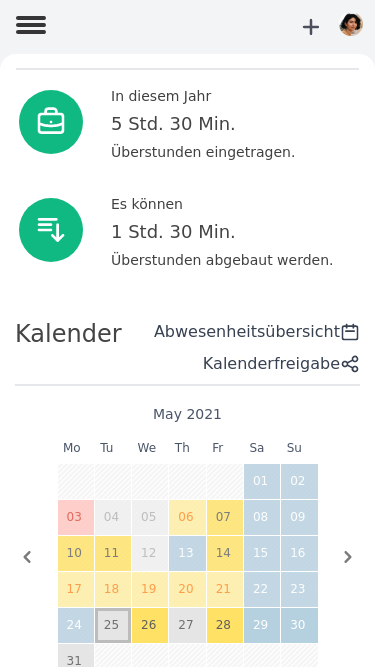 In diesem Jahr
5 Std. 30 Min.
Überstunden eingetragen.
Es können
1 Std. 30 Min.
Überstunden abgebaut werden.
Kalender
Abwesenheitsübersicht
Kalenderfreigabe
May 2021
Mo Tu We Th Fr Sa Su
01 02
03 04 05 06 07 08 09
10 11 12 13 14 15 16
17 18 19 20 21 22 23
24 25 26 27 28 29 30
31